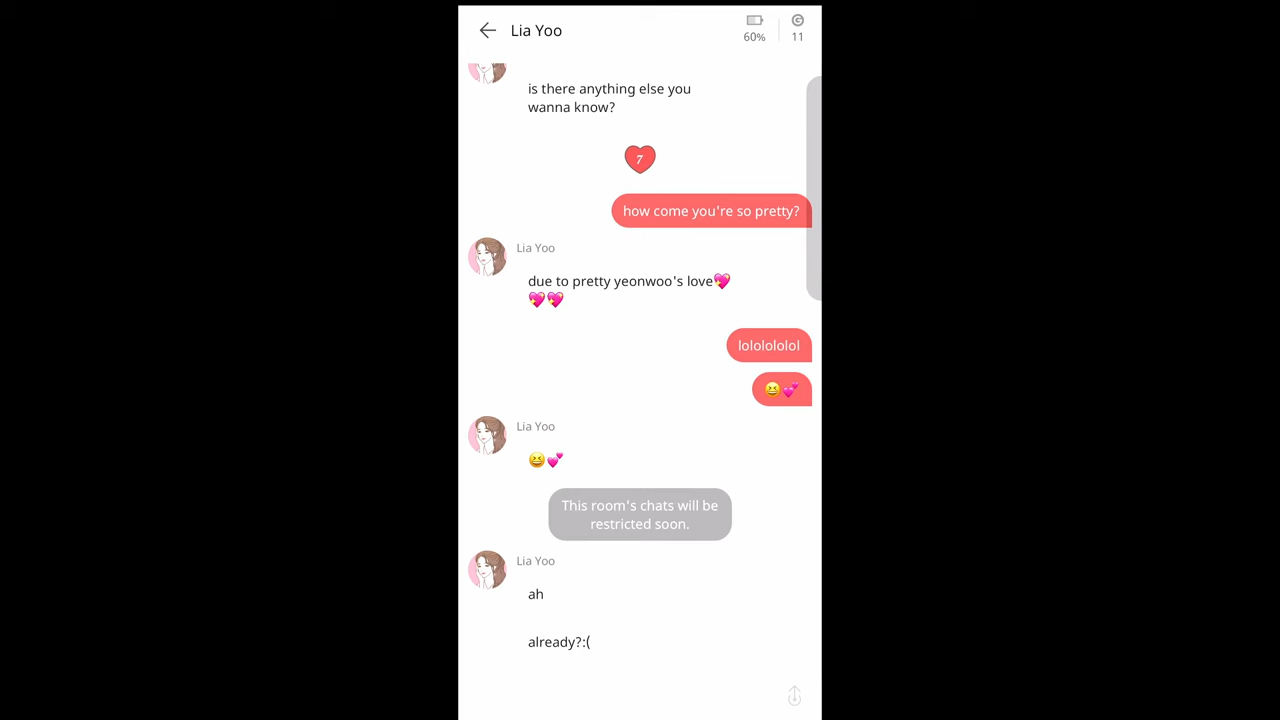 Lia Yoo
60%
11
is there anything else you
wanna know?
7
how come you're so pretty?
Lia Yoo
due to pretty yeonwoo's love💖
💖💖
lolololol
😆💕
Lia Yoo
😆💕
This room's chats will be
restricted soon.
Lia Yoo
ah
already?:(